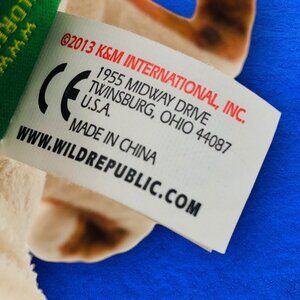 ©2013 K&M INTERNATIONAL, INC.
1955 MIDWAY DRIVE
TWINSBURG, OHIO 44087
U.S.A.
CE
MADE IN CHINA
WWW.WILDREPUBLIC.COM